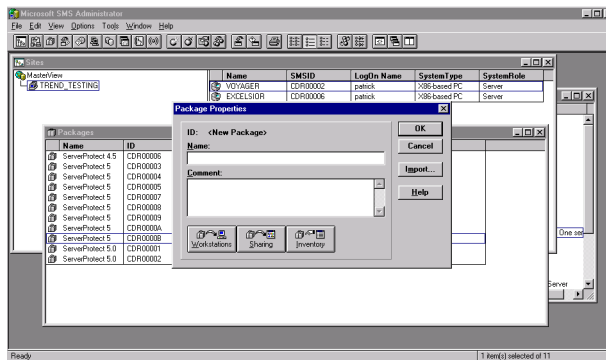 Microsoft SMS Administrator
File Edit View Options Tools Window Help
Sites
MasterView
TREND_TESTING
Name SMSID LogOn Name SystemType SystemRole
VOYAGER CDR00002 patrick X86-based PC Server
EXCELSIOR CDR00006 patrick X86-based PC Server
Packages
Name ID
ServerProtect 4.5 CDR00006
ServerProtect 5 CDR00003
ServerProtect 5 CDR00004
ServerProtect 5 CDR00005
ServerProtect 5 CDR00007
ServerProtect 5 CDR00008
ServerProtect 5 CDR00009
ServerProtect 5 CDR0000A
ServerProtect 5 CDR0000B
ServerProtect 5.0 CDR00001
ServerProtect 5.0 CDR00002
Package Properties
ID: <New Package>
Name:
Comment:
Workstations Sharing Inventory
OK
Cancel
Import...
Help
One ser
Server
Ready 1 item(s) selected of 11